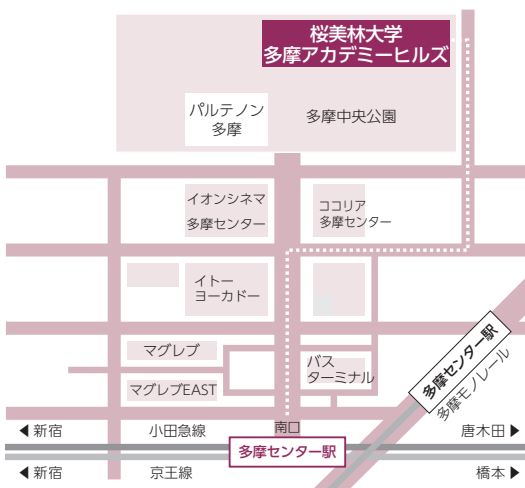 桜美林大学
多摩アカデミーヒルズ
パルテノン
多摩
多摩中央公園
イオンシネマ
多摩センター
ココリア
多摩センター
イトー
ヨーカドー
マグレブ
バス
ターミナル
マグレブEAST
多摩センター駅
多摩モノレール
◀新宿
小田急線
南口
唐木田▶
多摩センター駅
◀新宿
京王線
橋本▶